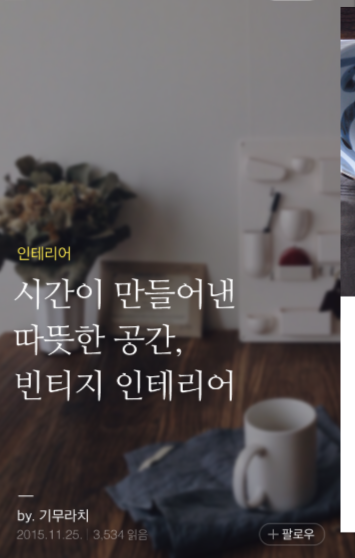 인테리어
시간이 만들어낸
따뜻한 공간,
빈티지 인테리어
by. 기무라치
2015.11.25. | 3.534 읽음
+ 팔로우